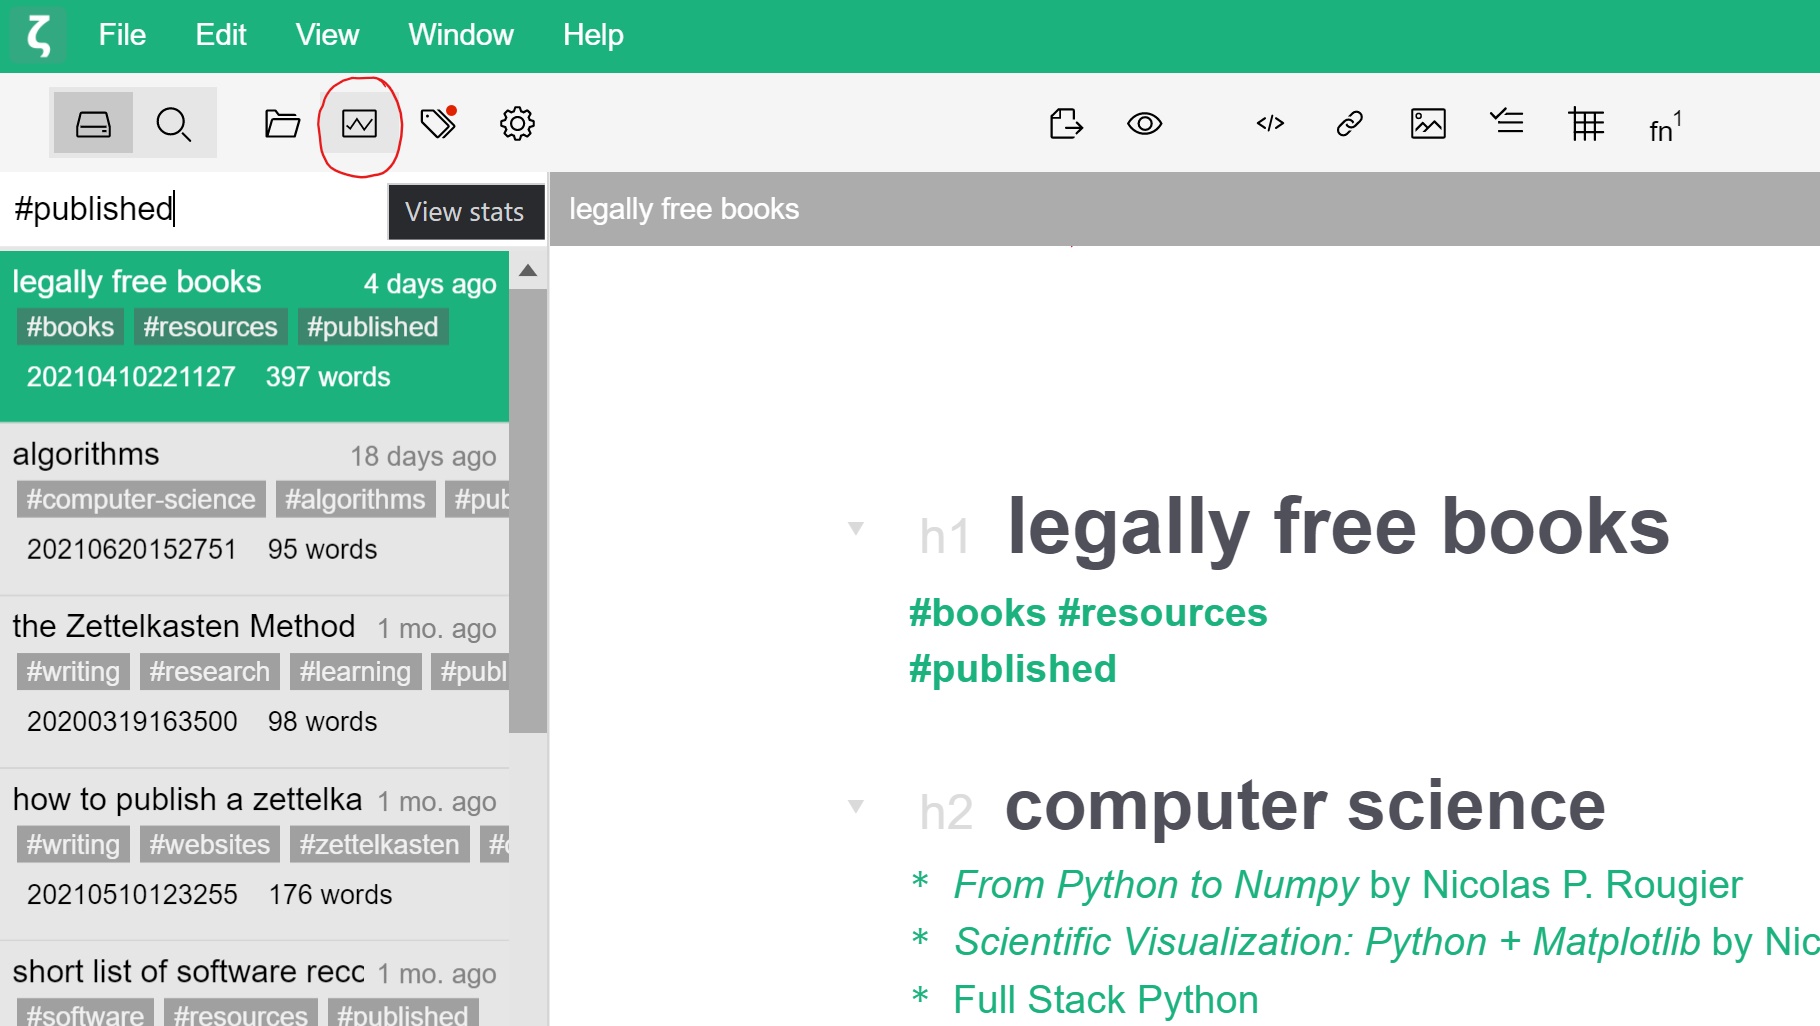 ζ File Edit View Window Help
fn1
#published
View stats
legally free books
legally free books 4 days ago
#books #resources #published
20210410221127 397 words
algorithms 18 days ago
#computer-science #algorithms #pub
20210620152751 95 words
the Zettelkasten Method 1 mo. ago
#writing #research #learning #publ
20200319163500 98 words
how to publish a zettelka 1 mo. ago
#writing #websites #zettelkasten
20210510123255 176 words
short list of software recc 1 mo. ago
#software #resources #published
h1 legally free books
#books #resources
#published
h2 computer science
* From Python to Numpy by Nicolas P. Rougier
* Scientific Visualization: Python + Matplotlib by Nic
* Full Stack Python